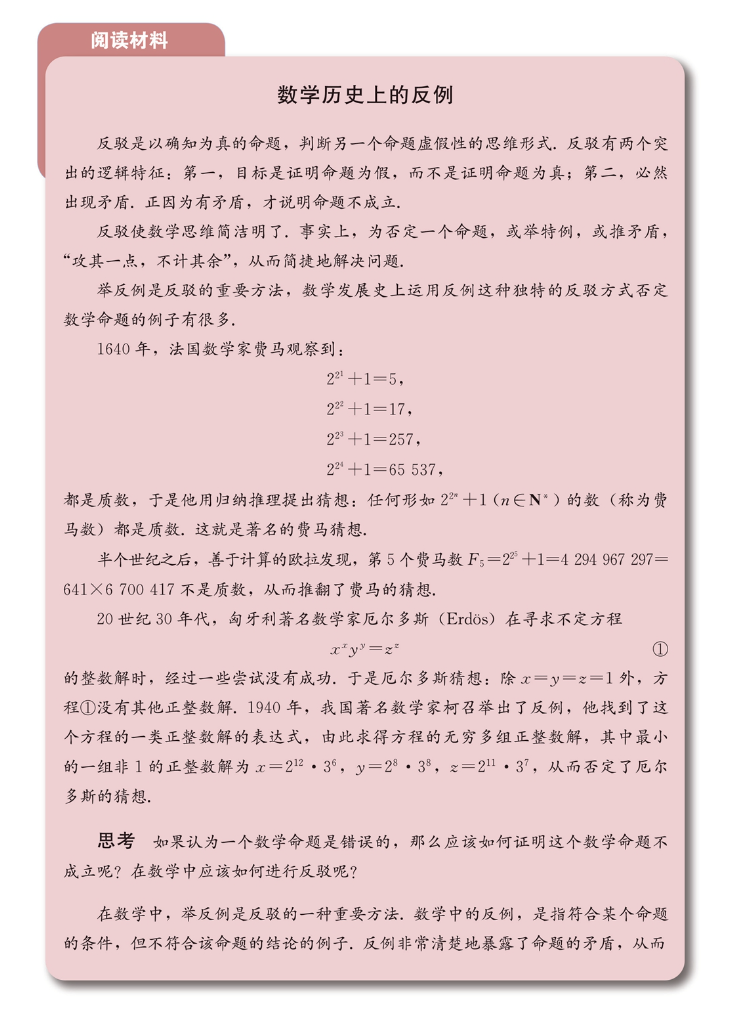 阅读材料
数学历史上的反例
反驳是以确知为真的命题，判断另一个命题虚假性的思维形式. 反驳有两个突
出的逻辑特征：第一，目标是证明命题为假，而不是证明命题为真；第二，必然
出现矛盾. 正因为有矛盾，才说明命题不成立.
反驳使数学思维简洁明了. 事实上，为否定一个命题，或举特例，或推矛盾，
“攻其一点，不计其余”，从而简捷地解决问题.
举反例是反驳的重要方法，数学发展史上运用反例这种独特的反驳方式否定
数学命题的例子有很多.
1640 年，法国数学家费马观察到：
$2^{2^1}+1=5$，
$2^{2^2}+1=17$，
$2^{2^3}+1=257$，
$2^{2^4}+1=65\ 537$，
都是质数，于是他用归纳推理提出猜想：任何形如 $2^{2^n}+1$（$n\in\mathbf{N}^*$）的数（称为费
马数）都是质数. 这就是著名的费马猜想.
半个世纪之后，善于计算的欧拉发现，第 5 个费马数 $F_5=2^{2^5}+1=4\ 294\ 967\ 297=$
$641\times6\ 700\ 417$ 不是质数，从而推翻了费马的猜想.
20 世纪 30 年代，匈牙利著名数学家厄尔多斯（Erdös）在寻求不定方程
$x^x y^y=z^z$ ①
的整数解时，经过一些尝试没有成功. 于是厄尔多斯猜想：除 $x=y=z=1$ 外，方
程①没有其他正整数解. 1940 年，我国著名数学家柯召举出了反例，他找到了这
个方程的一类正整数解的表达式，由此求得方程的无穷多组正整数解，其中最小
的一组非 1 的正整数解为 $x=2^{12}\cdot3^6$，$y=2^8\cdot3^8$，$z=2^{11}\cdot3^7$，从而否定了厄尔
多斯的猜想.
思考 如果认为一个数学命题是错误的，那么应该如何证明这个数学命题不
成立呢？在数学中应该如何进行反驳呢？
在数学中，举反例是反驳的一种重要方法. 数学中的反例，是指符合某个命题
的条件，但不符合该命题的结论的例子. 反例非常清楚地暴露了命题的矛盾，从而